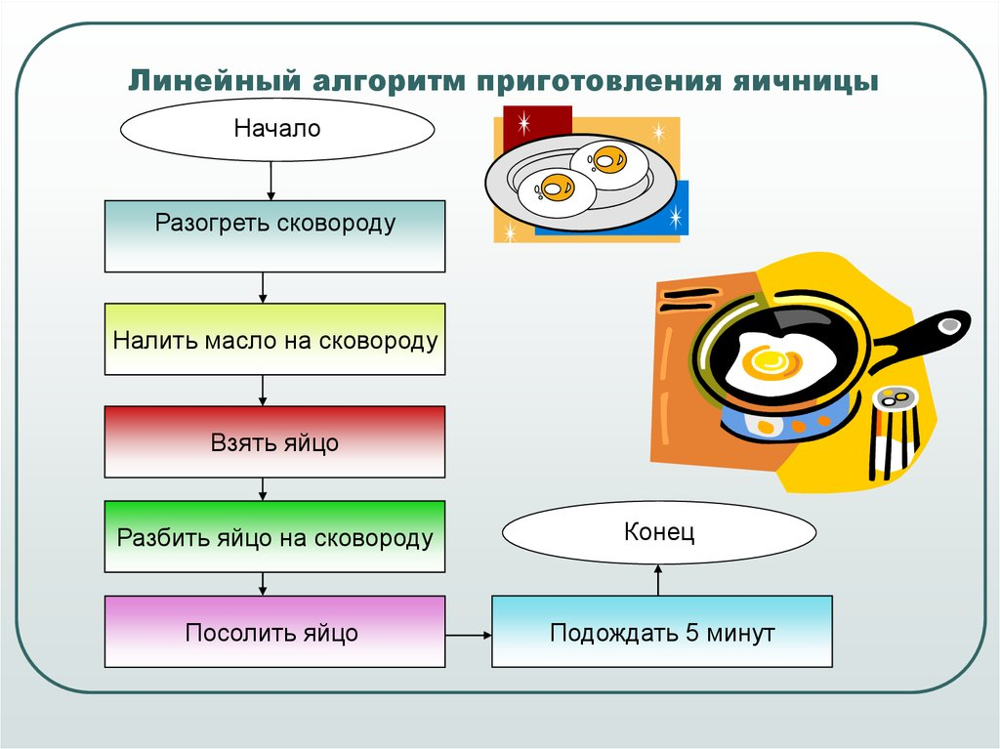 Линейный алгоритм приготовления яичницы
Начало
Разогреть сковороду
Налить масло на сковороду
Взять яйцо
Разбить яйцо на сковороду
Посолить яйцо
Подождать 5 минут
Конец